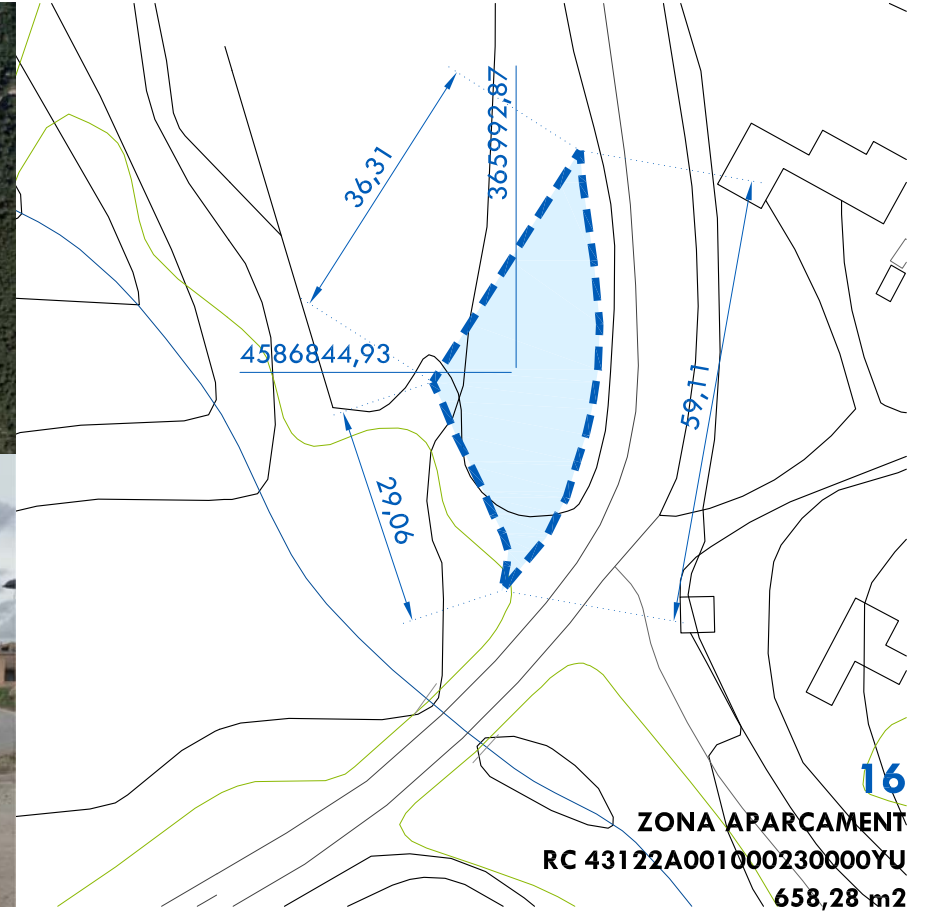 365992,87
36,31
4586844,93
59,11
29,06
16
ZONA APARCAMENT
RC 43122A001000230000YU
658,28 m2